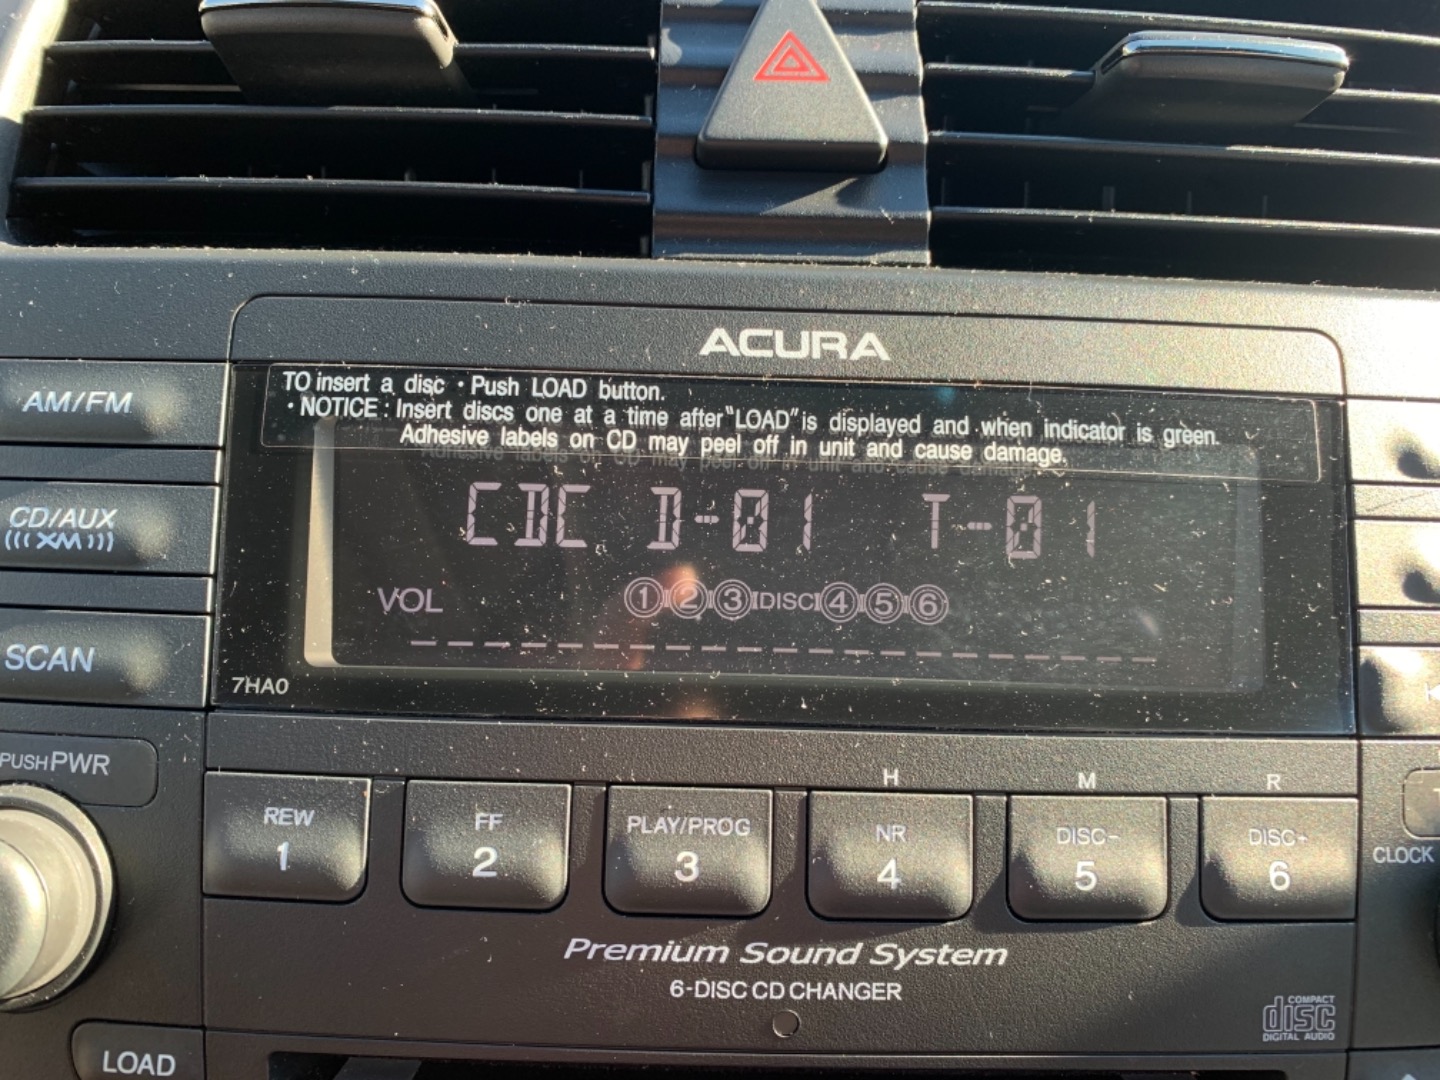 ACURA
TO insert a disc • Push LOAD button.
• NOTICE : Insert discs one at a time after "LOAD" is displayed and when indicator is green.
Adhesive labels on CD may peel off in unit and cause damage.
AM/FM
CDC D-01 T-01
CD/AUX
((( XM )))
VOL 1 2 3 DISC 4 5 6
SCAN
7HA0
PUSH PWR
H M R
REW FF PLAY/PROG NR DISC- DISC+
1 2 3 4 5 6
CLOCK
Premium Sound System
6-DISC CD CHANGER
COMPACT
disc
DIGITAL AUDIO
LOAD